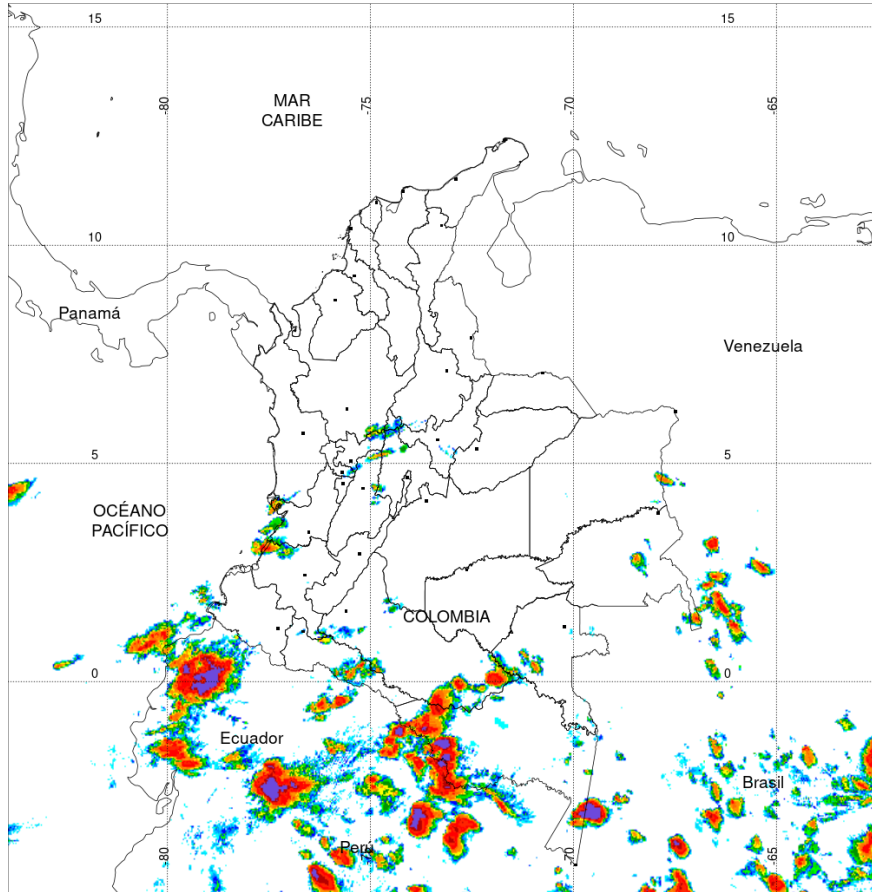 15
15
-80
-75
-70
-65
MAR
CARIBE
10
10
Panamá
Venezuela
5
5
OCÉANO
PACÍFICO
COLOMBIA
0
0
Ecuador
Brasil
Perú
-80
-70
-65